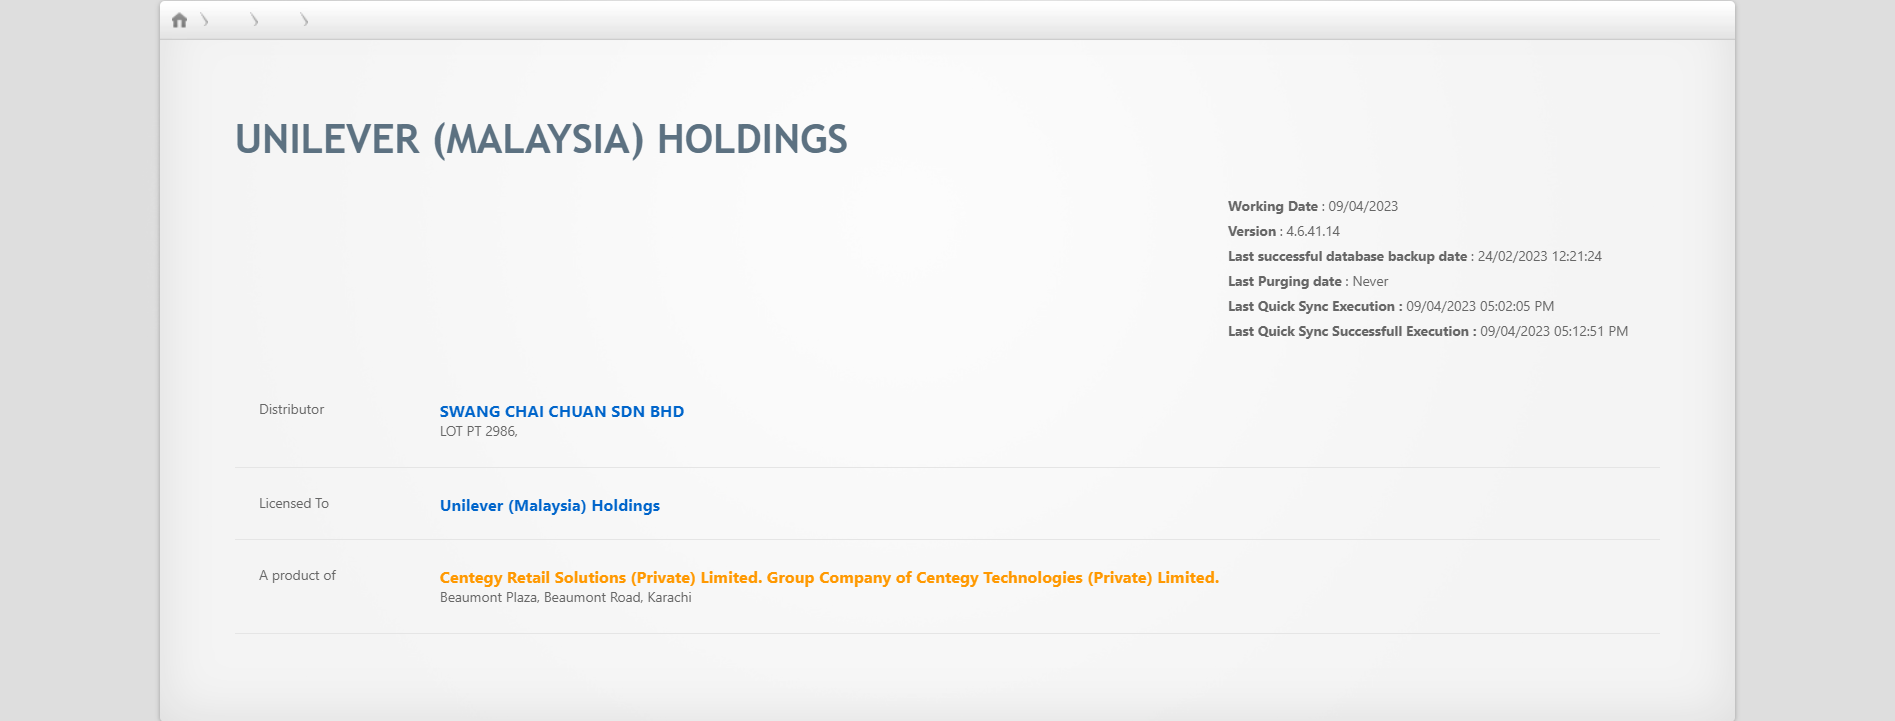 UNILEVER (MALAYSIA) HOLDINGS
Working Date : 09/04/2023
Version : 4.6.41.14
Last successful database backup date : 24/02/2023 12:21:24
Last Purging date : Never
Last Quick Sync Execution : 09/04/2023 05:02:05 PM
Last Quick Sync Successfull Execution : 09/04/2023 05:12:51 PM
Distributor
SWANG CHAI CHUAN SDN BHD
LOT PT 2986,
Licensed To
Unilever (Malaysia) Holdings
A product of
Centegy Retail Solutions (Private) Limited. Group Company of Centegy Technologies (Private) Limited.
Beaumont Plaza, Beaumont Road, Karachi